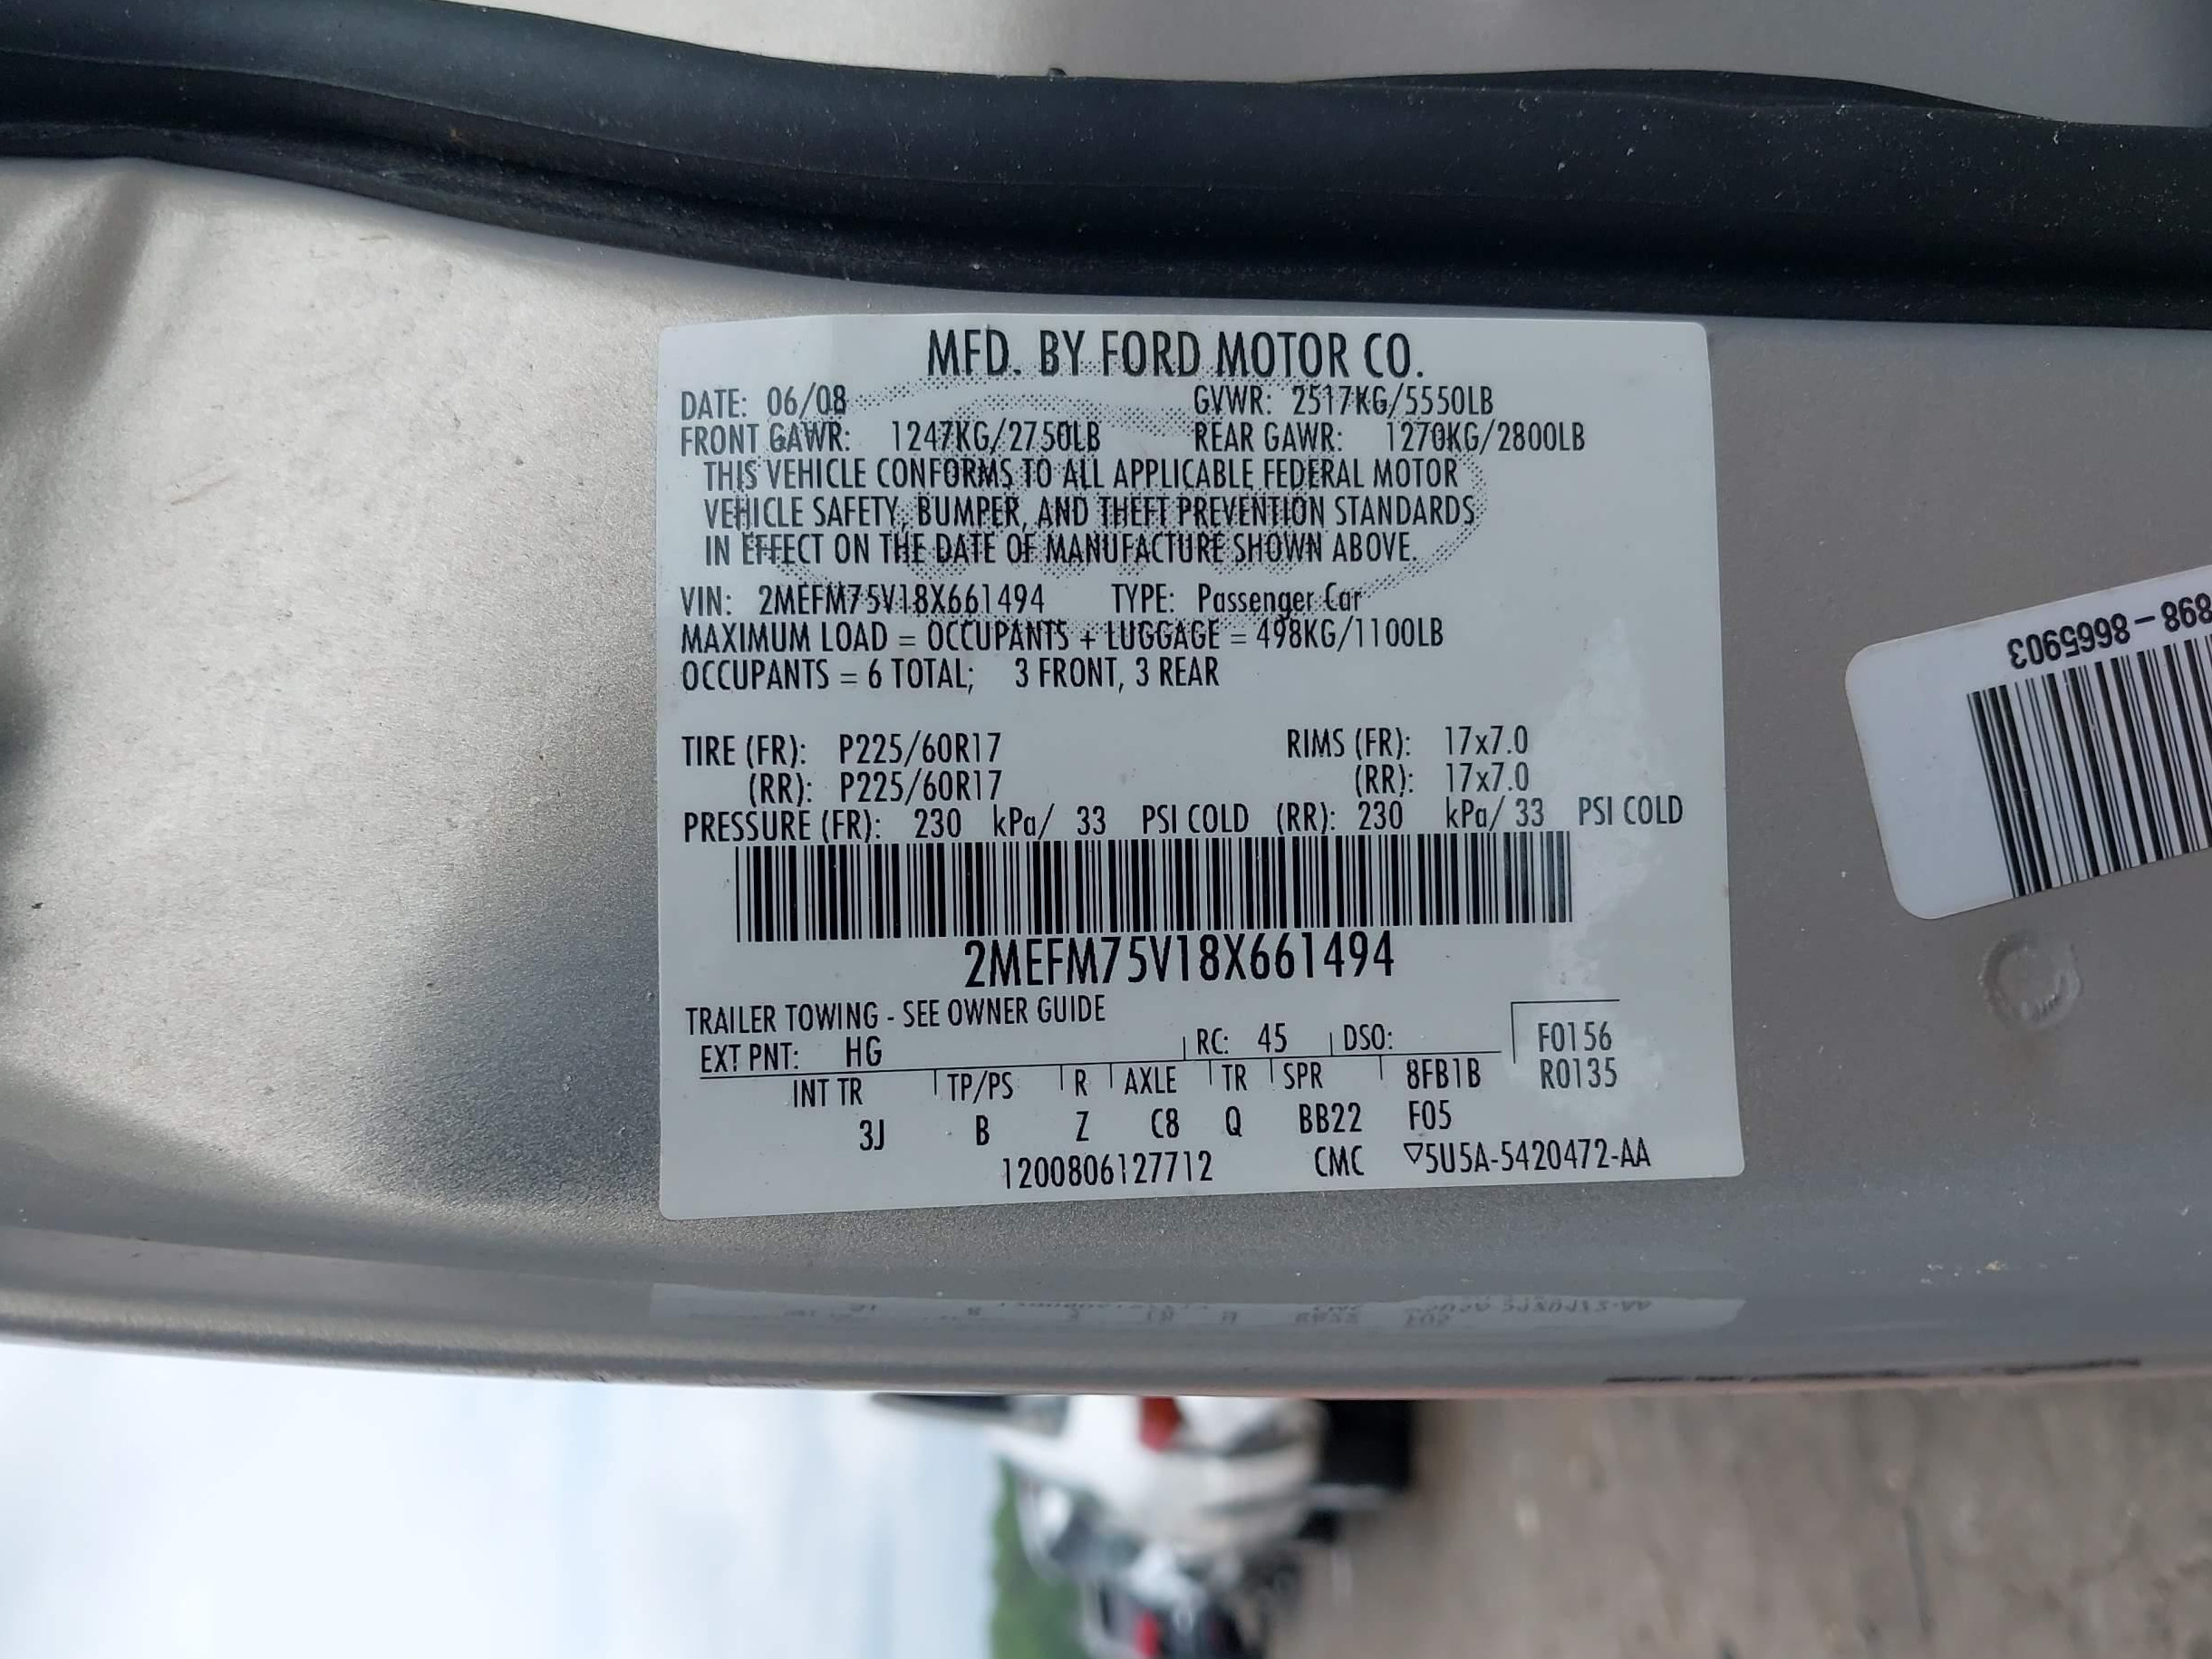 MFD. BY FORD MOTOR CO.
DATE: 06/08 GVWR: 2517KG/5550LB
FRONT GAWR: 1247KG/2750LB REAR GAWR: 1270KG/2800LB
THIS VEHICLE CONFORMS TO ALL APPLICABLE FEDERAL MOTOR
VEHICLE SAFETY, BUMPER, AND THEFT PREVENTION STANDARDS
IN EFFECT ON THE DATE OF MANUFACTURE SHOWN ABOVE.
VIN: 2MEFM75V18X661494 TYPE: Passenger Car
MAXIMUM LOAD = OCCUPANTS + LUGGAGE = 498KG/1100LB
OCCUPANTS = 6 TOTAL; 3 FRONT, 3 REAR
TIRE (FR): P225/60R17 RIMS (FR): 17x7.0
(RR): P225/60R17 (RR): 17x7.0
PRESSURE (FR): 230 kPa/ 33 PSI COLD (RR): 230 kPa/ 33 PSI COLD
2MEFM75V18X661494
TRAILER TOWING - SEE OWNER GUIDE
EXT PNT: HG RC: 45 DSO: F0156
INT TR TP/PS R AXLE TR SPR 8FB1B R0135
3J B Z C8 Q BB22 F05
1200806127712 CMC ▽5U5A-5420472-AA
898-8665903